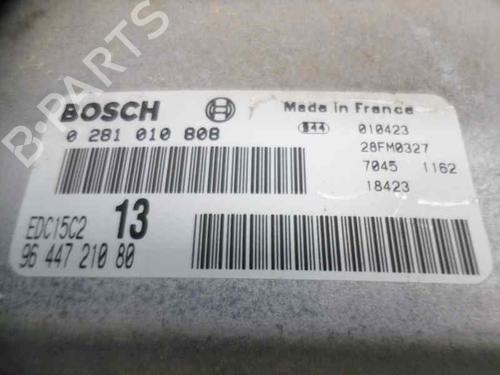 BOSCH
Made in France
0 281 010 808
844 010423
28FM0327
7045 1162
18423
EDC15C2 13
96 447 210 80
B-PARTS